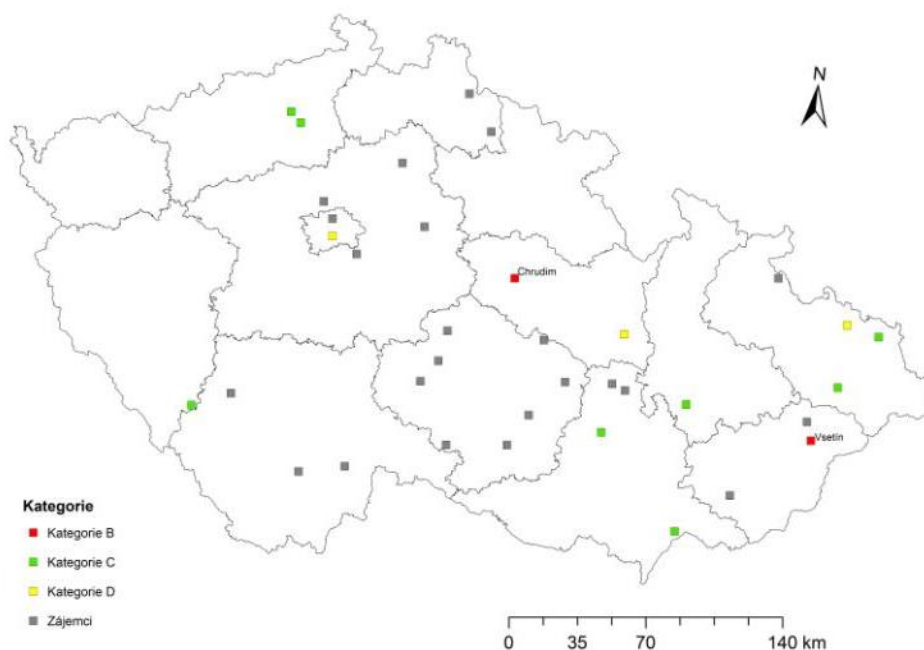 N
Chrudim
Vsetín
Kategorie
Kategorie B
Kategorie C
Kategorie D
Zájemci
0 35 70 140 km